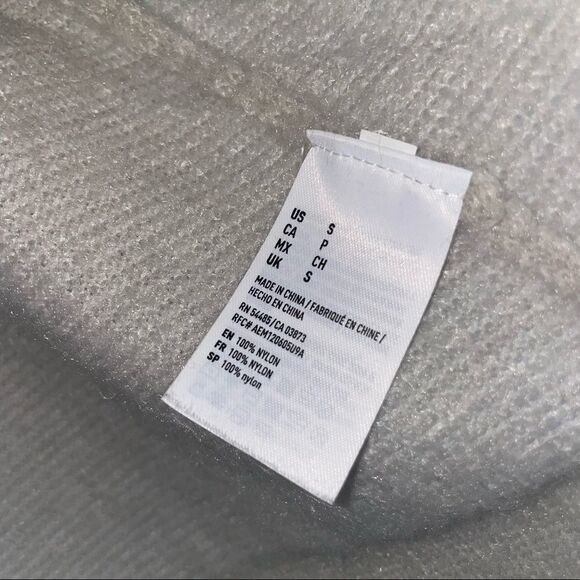 US S
CA P
MX CH
UK S
MADE IN CHINA / FABRIQUÉ EN CHINE /
HECHO EN CHINA
RN 54485/CA 03873
RFC# AEM120605U9A
EN 100% NYLON
FR 100% NYLON
SP 100% nylon